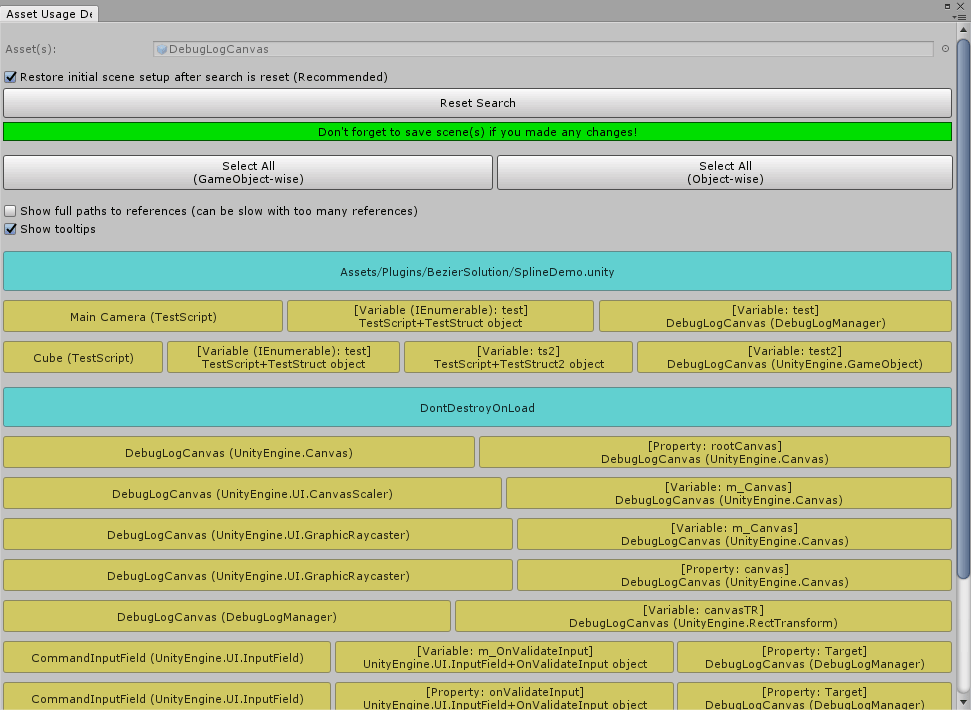 Asset Usage De
Asset(s):
DebugLogCanvas
Restore initial scene setup after search is reset (Recommended)
Reset Search
Don't forget to save scene(s) if you made any changes!
Select All
(GameObject-wise)
Select All
(Object-wise)
Show full paths to references (can be slow with too many references)
Show tooltips
Assets/Plugins/BezierSolution/SplineDemo.unity
Main Camera (TestScript)
[Variable (IEnumerable): test]
TestScript+TestStruct object
[Variable: test]
DebugLogCanvas (DebugLogManager)
Cube (TestScript)
[Variable (IEnumerable): test]
TestScript+TestStruct object
[Variable: ts2]
TestScript+TestStruct2 object
[Variable: test2]
DebugLogCanvas (UnityEngine.GameObject)
DontDestroyOnLoad
DebugLogCanvas (UnityEngine.Canvas)
[Property: rootCanvas]
DebugLogCanvas (UnityEngine.Canvas)
DebugLogCanvas (UnityEngine.UI.CanvasScaler)
[Variable: m_Canvas]
DebugLogCanvas (UnityEngine.Canvas)
DebugLogCanvas (UnityEngine.UI.GraphicRaycaster)
[Variable: m_Canvas]
DebugLogCanvas (UnityEngine.Canvas)
DebugLogCanvas (UnityEngine.UI.GraphicRaycaster)
[Property: canvas]
DebugLogCanvas (UnityEngine.Canvas)
DebugLogCanvas (DebugLogManager)
[Variable: canvasTR]
DebugLogCanvas (UnityEngine.RectTransform)
CommandInputField (UnityEngine.UI.InputField)
[Variable: m_OnValidateInput]
UnityEngine.UI.InputField+OnValidateInput object
[Property: Target]
DebugLogCanvas (DebugLogManager)
CommandInputField (UnityEngine.UI.InputField)
[Property: onValidateInput]
UnityEngine.UI.InputField+OnValidateInput object
[Property: Target]
DebugLogCanvas (DebugLogManager)